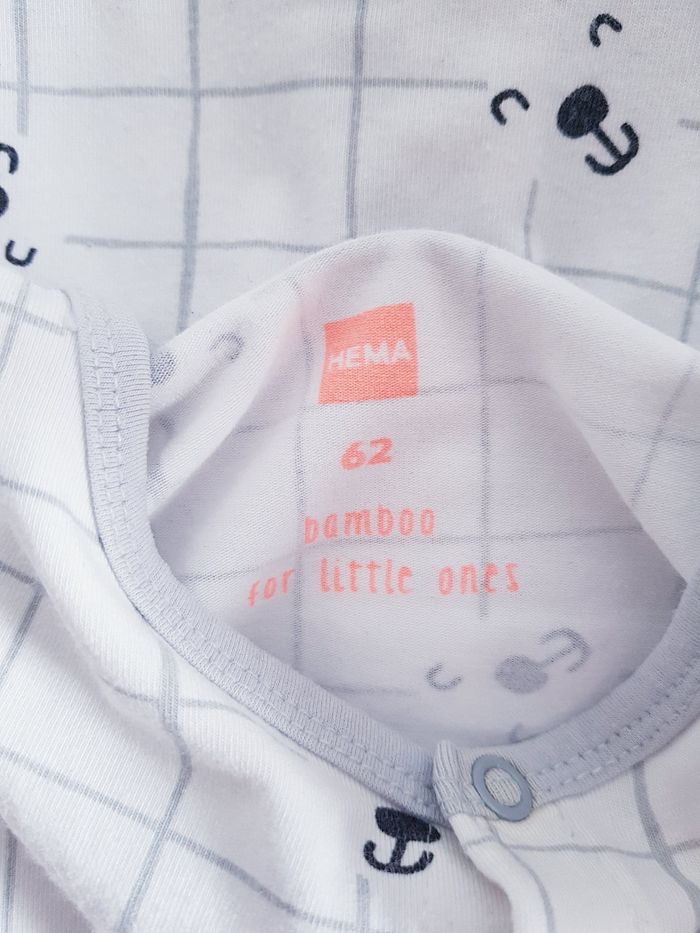 HEMA
62
bamboo
for little ones